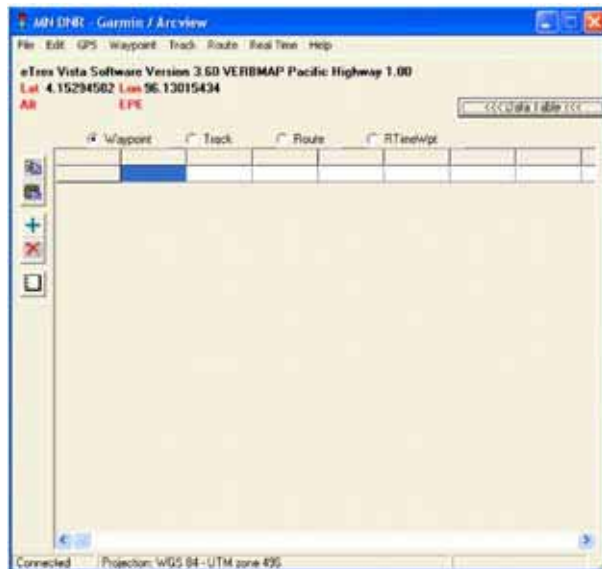 MN DNR - Garmin / Arcview
File Edit GPS Waypoint Track Route Real Time Help
eTrex Vista Software Version 3.60 VERBMAP Pacific Highway 1.00
Lat 4.15294502 Lon 96.13015434
Alt EPE
<<< Data Table <<<
Waypoint Track Route RTimeWpt
Connected Projection: WGS 84 - UTM zone 49S